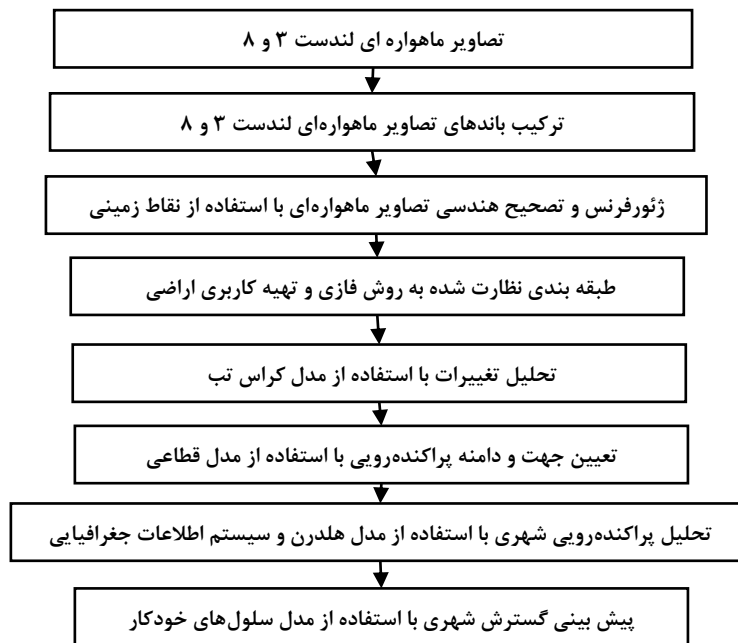 تصاویر ماهواره ای لندست ۳ و ۸
ترکیب باندهای تصاویر ماهواره‌ای لندست ۳ و ۸
ژئورفرنس و تصحیح هندسی تصاویر ماهواره‌ای با استفاده از نقاط زمینی
طبقه بندی نظارت شده به روش فازی و تهیه کاربری اراضی
تحلیل تغییرات با استفاده از مدل کراس تب
تعیین جهت و دامنه پراکنده‌رویی با استفاده از مدل قطاعی
تحلیل پراکنده‌رویی شهری با استفاده از مدل هلدرن و سیستم اطلاعات جغرافیایی
پیش بینی گسترش شهری با استفاده از مدل سلول‌های خودکار